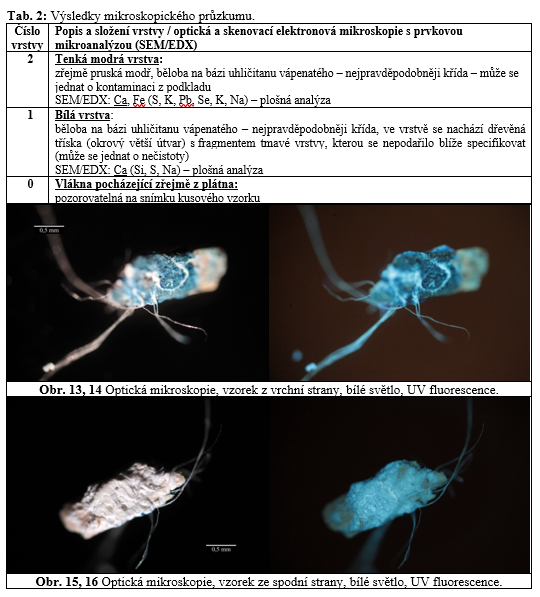 Tab. 2: Výsledky mikroskopického průzkumu.
Číslo vrstvy
Popis a složení vrstvy / optická a skenovací elektronová mikroskopie s prvkovou
mikroanalýzou (SEM/EDX)
2
Tenká modrá vrstva:
zřejmě pruská modř, běloba na bázi uhličitanu vápenatého – nejpravděpodobněji křída – může se
jednat o kontaminaci z podkladu
SEM/EDX: Ca, Fe (S, K, Pb, Se, K, Na) – plošná analýza
1
Bílá vrstva:
běloba na bázi uhličitanu vápenatého – nejpravděpodobněji křída, ve vrstvě se nachází dřevěná
tříska (okrový větší útvar) s fragmentem tmavé vrstvy, kterou se nepodařilo blíže specifikovat
(může se jednat o nečistoty)
SEM/EDX: Ca (Si, S, Na) – plošná analýza
0
Vlákna pocházející zřejmě z plátna:
pozorovatelná na snímku kusového vzorku
0,5 mm
Obr. 13, 14 Optická mikroskopie, vzorek z vrchní strany, bílé světlo, UV fluorescence.
0,5 mm
Obr. 15, 16 Optická mikroskopie, vzorek ze spodní strany, bílé světlo, UV fluorescence.